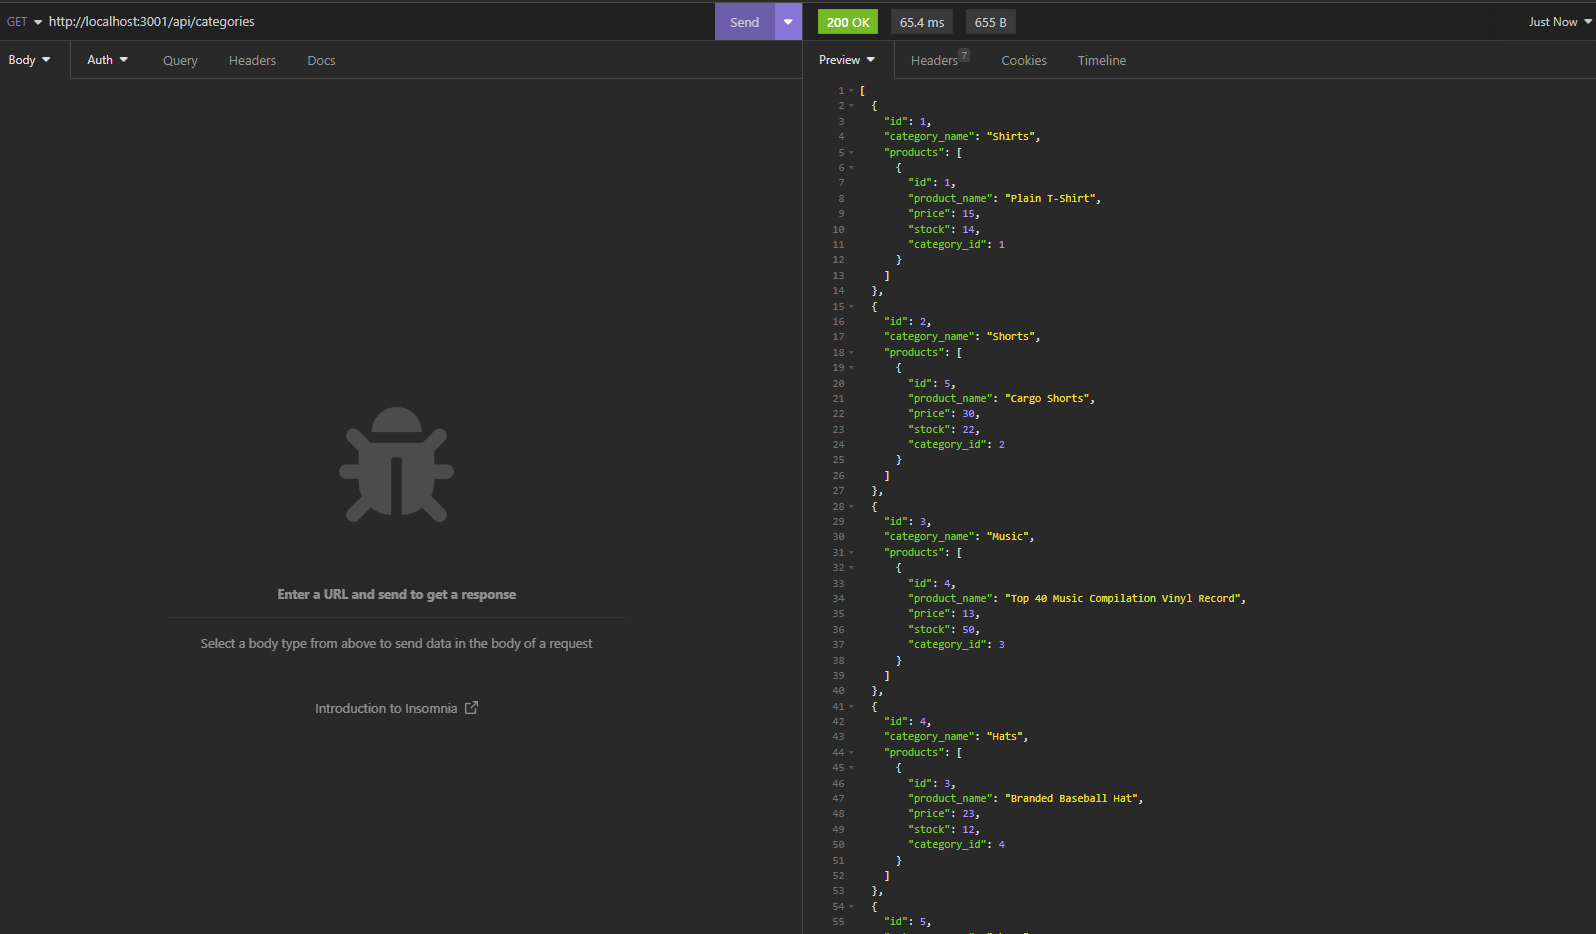 GET http://localhost:3001/api/categories Send 200 OK 65.4 ms 655 B Just Now
Body Auth Query Headers Docs Preview Headers 7 Cookies Timeline
Enter a URL and send to get a response
Select a body type from above to send data in the body of a request
Introduction to Insomnia
1 [
2 {
3 "id": 1,
4 "category_name": "Shirts",
5 "products": [
6 {
7 "id": 1,
8 "product_name": "Plain T-Shirt",
9 "price": 15,
10 "stock": 14,
11 "category_id": 1
12 }
13 ]
14 },
15 {
16 "id": 2,
17 "category_name": "Shorts",
18 "products": [
19 {
20 "id": 5,
21 "product_name": "Cargo Shorts",
22 "price": 30,
23 "stock": 22,
24 "category_id": 2
25 }
26 ]
27 },
28 {
29 "id": 3,
30 "category_name": "Music",
31 "products": [
32 {
33 "id": 4,
34 "product_name": "Top 40 Music Compilation Vinyl Record",
35 "price": 13,
36 "stock": 50,
37 "category_id": 3
38 }
39 ]
40 },
41 {
42 "id": 4,
43 "category_name": "Hats",
44 "products": [
45 {
46 "id": 3,
47 "product_name": "Branded Baseball Hat",
48 "price": 23,
49 "stock": 12,
50 "category_id": 4
51 }
52 ]
53 },
54 {
55 "id": 5,